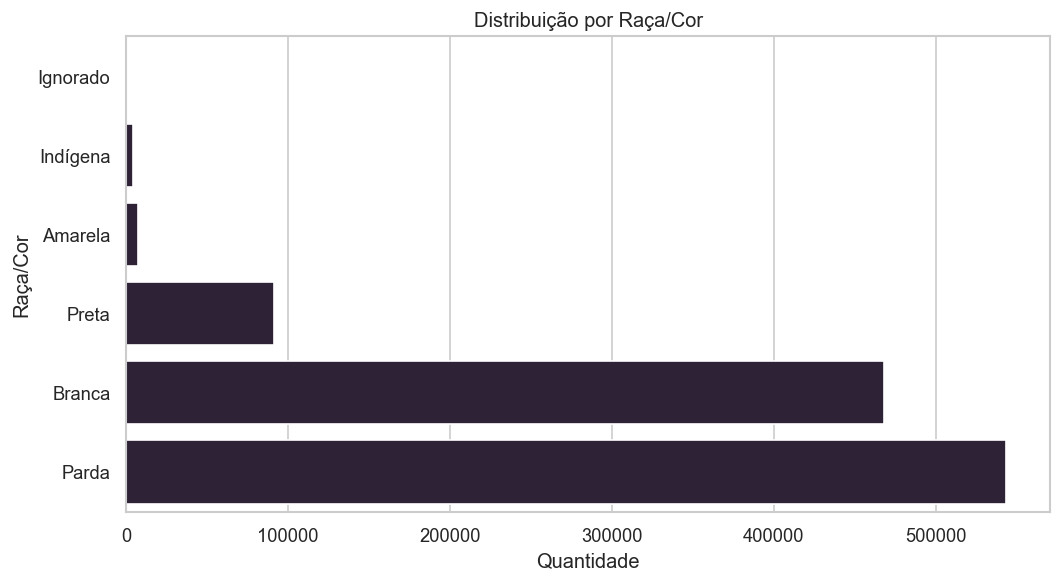 Distribuição por Raça/Cor
Raça/Cor
Ignorado
Indígena
Amarela
Preta
Branca
Parda
0 100000 200000 300000 400000 500000
Quantidade